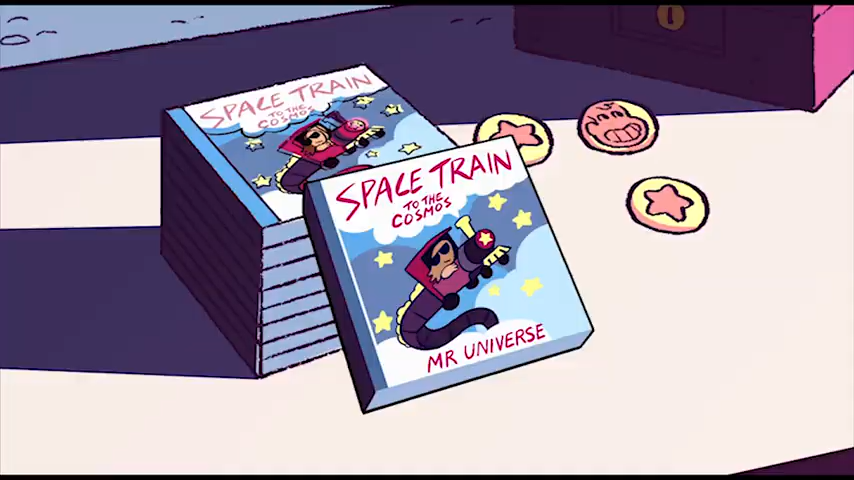 SPACE TRAIN
TO THE
COSMOS
SPACE TRAIN
TO THE
COSMOS
MR UNIVERSE